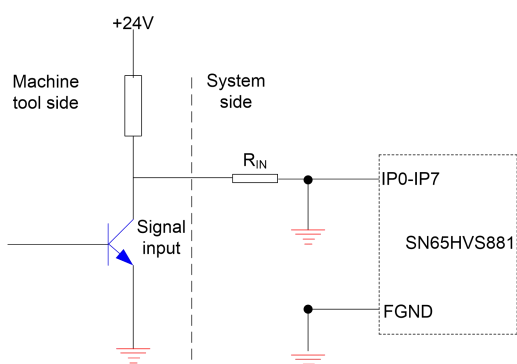 +24V
Machine
tool side
System
side
RIN
IP0-IP7
Signal
input
SN65HVS881
FGND